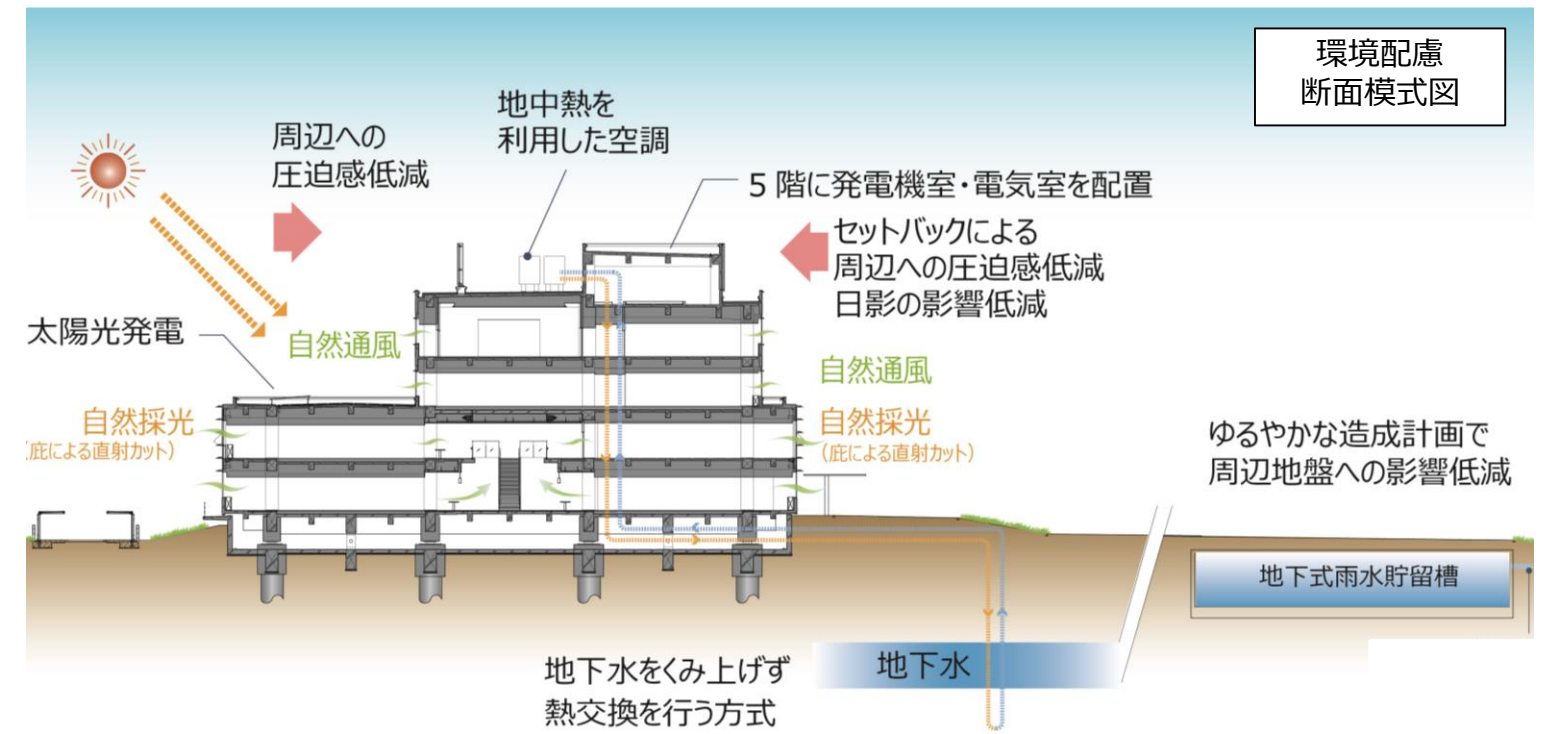 環境配慮
断面模式図
地中熱を
利用した空調
周辺への
圧迫感低減
5 階に発電機室・電気室を配置
セットバックによる
周辺への圧迫感低減
日影の影響低減
太陽光発電
自然通風
自然通風
自然採光
(庇による直射カット)
自然採光
(庇による直射カット)
ゆるやかな造成計画で
周辺地盤への影響低減
地下式雨水貯留槽
地下水をくみ上げず
熱交換を行う方式
地下水